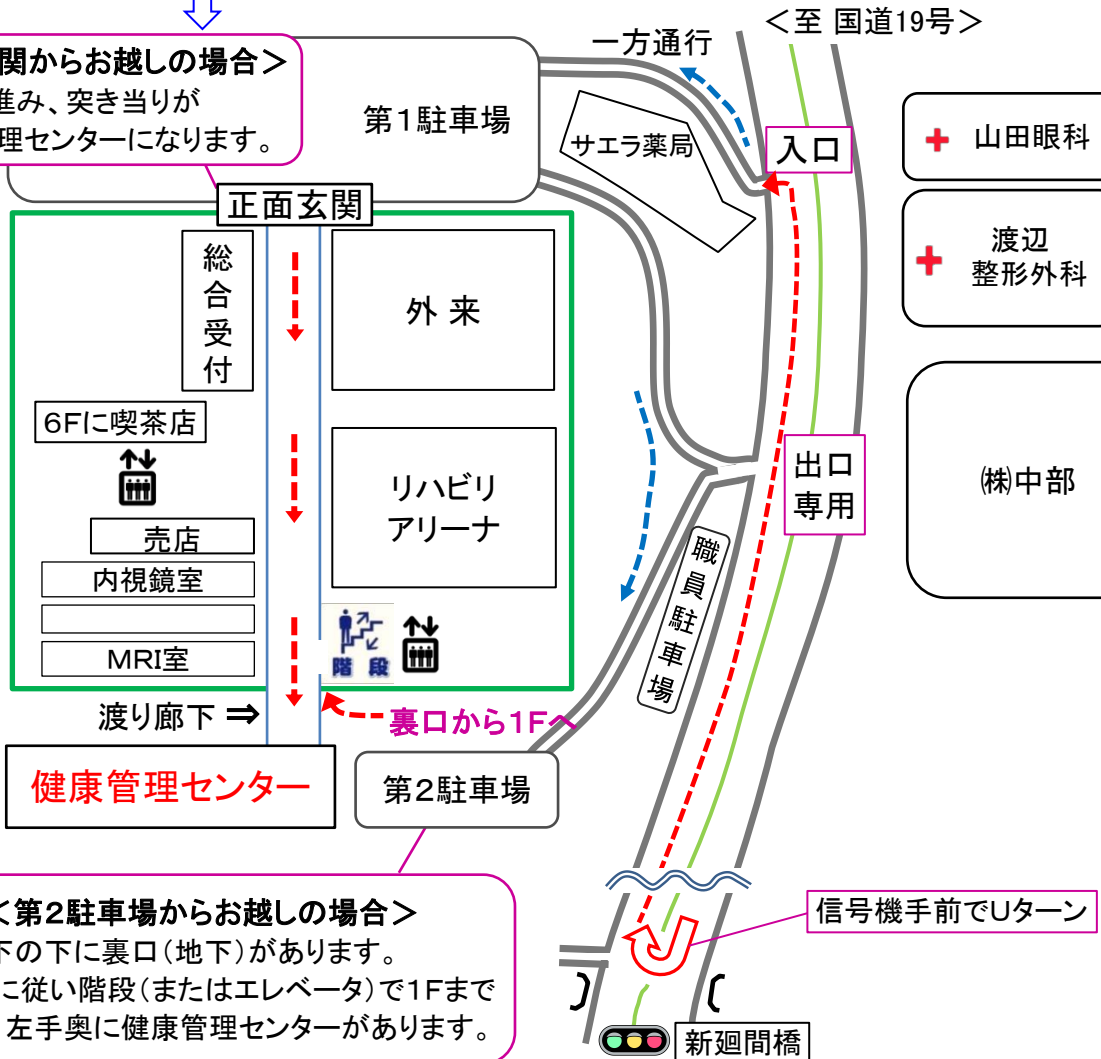 ＜至 国道19号＞
一方通行
関からお越しの場合＞
進み、突き当りが
理センターになります。
第1駐車場
サエラ薬局
入口
山田眼科
渡辺
整形外科
正面玄関
総合受付
外 来
6Fに喫茶店
リハビリ
アリーナ
出口
専用
㈱中部
売店
内視鏡室
MRI室
階 段
職員駐車場
渡り廊下 ⇒
裏口から1Fへ
健康管理センター
第2駐車場
＜第2駐車場からお越しの場合＞
下の下に裏口（地下）があります。
に従い階段（またはエレベータ）で1Fまで
左手奥に健康管理センターがあります。
信号機手前でUターン
新廻間橋